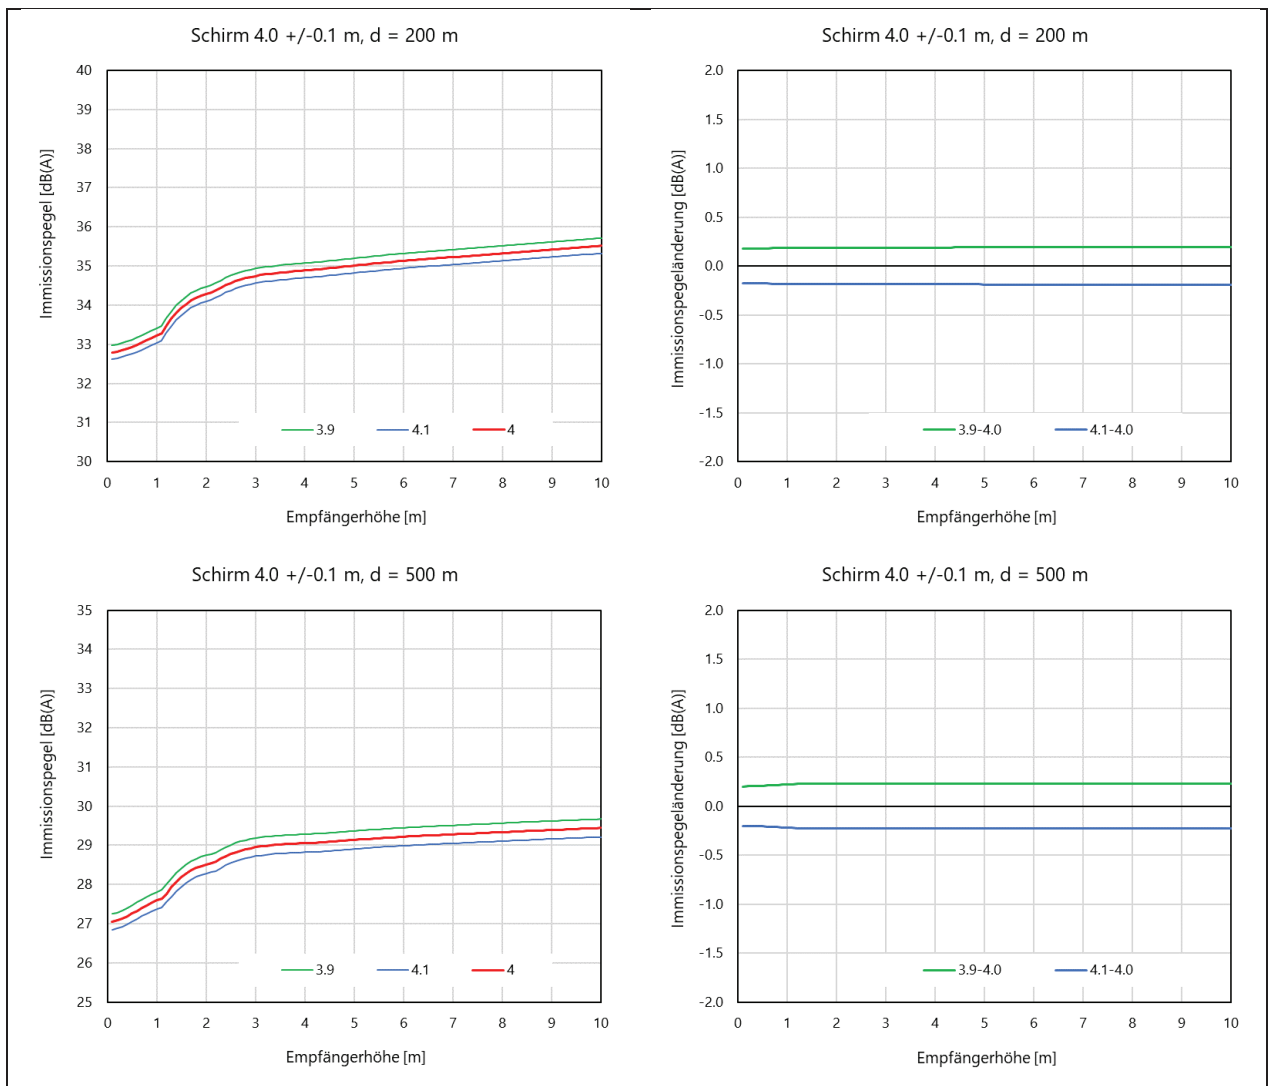 Schirm 4.0 +/-0.1 m, d = 200 m
Immissionspegel [dB(A)]
40
39
38
37
36
35
34
33
32
31
30
3.9 4.1 4
0 1 2 3 4 5 6 7 8 9 10
Empfängerhöhe [m]
Schirm 4.0 +/-0.1 m, d = 200 m
Immissionspegeländerung [dB(A)]
2.0
1.5
1.0
0.5
0.0
-0.5
-1.0
-1.5
-2.0
3.9-4.0 4.1-4.0
0 1 2 3 4 5 6 7 8 9 10
Empfängerhöhe [m]
Schirm 4.0 +/-0.1 m, d = 500 m
Immissionspegel [dB(A)]
35
34
33
32
31
30
29
28
27
26
25
3.9 4.1 4
0 1 2 3 4 5 6 7 8 9 10
Empfängerhöhe [m]
Schirm 4.0 +/-0.1 m, d = 500 m
Immissionspegeländerung [dB(A)]
2.0
1.5
1.0
0.5
0.0
-0.5
-1.0
-1.5
-2.0
3.9-4.0 4.1-4.0
0 1 2 3 4 5 6 7 8 9 10
Empfängerhöhe [m]